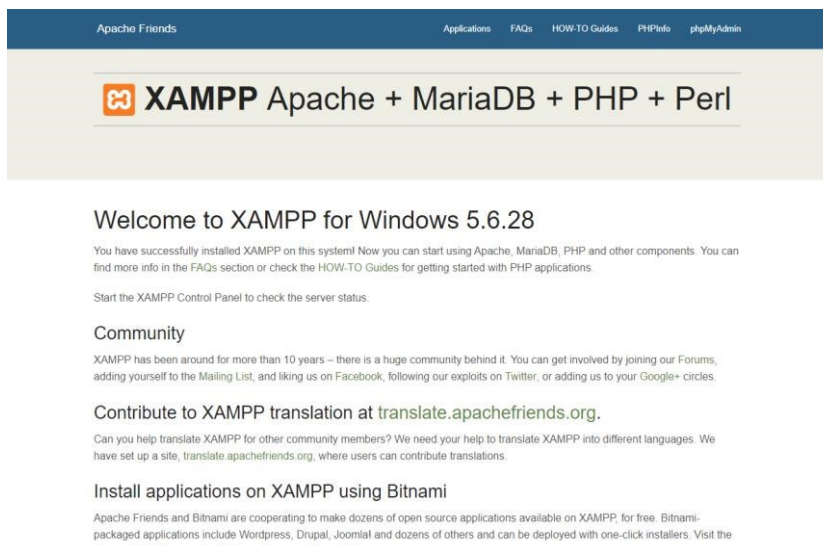 Apache Friends
Applications FAQs HOW-TO Guides PHPInfo phpMyAdmin
XAMPP Apache + MariaDB + PHP + Perl
Welcome to XAMPP for Windows 5.6.28
You have successfully installed XAMPP on this system! Now you can start using Apache, MariaDB, PHP and other components. You can
find more info in the FAQs section or check the HOW-TO Guides for getting started with PHP applications.
Start the XAMPP Control Panel to check the server status.
Community
XAMPP has been around for more than 10 years – there is a huge community behind it. You can get involved by joining our Forums,
adding yourself to the Mailing List, and liking us on Facebook, following our exploits on Twitter, or adding us to your Google+ circles.
Contribute to XAMPP translation at translate.apachefriends.org.
Can you help translate XAMPP for other community members? We need your help to translate XAMPP into different languages. We
have set up a site, translate.apachefriends.org, where users can contribute translations.
Install applications on XAMPP using Bitnami
Apache Friends and Bitnami are cooperating to make dozens of open source applications available on XAMPP, for free. Bitnami-
packaged applications include Wordpress, Drupal, Joomla! and dozens of others and can be deployed with one-click installers. Visit the